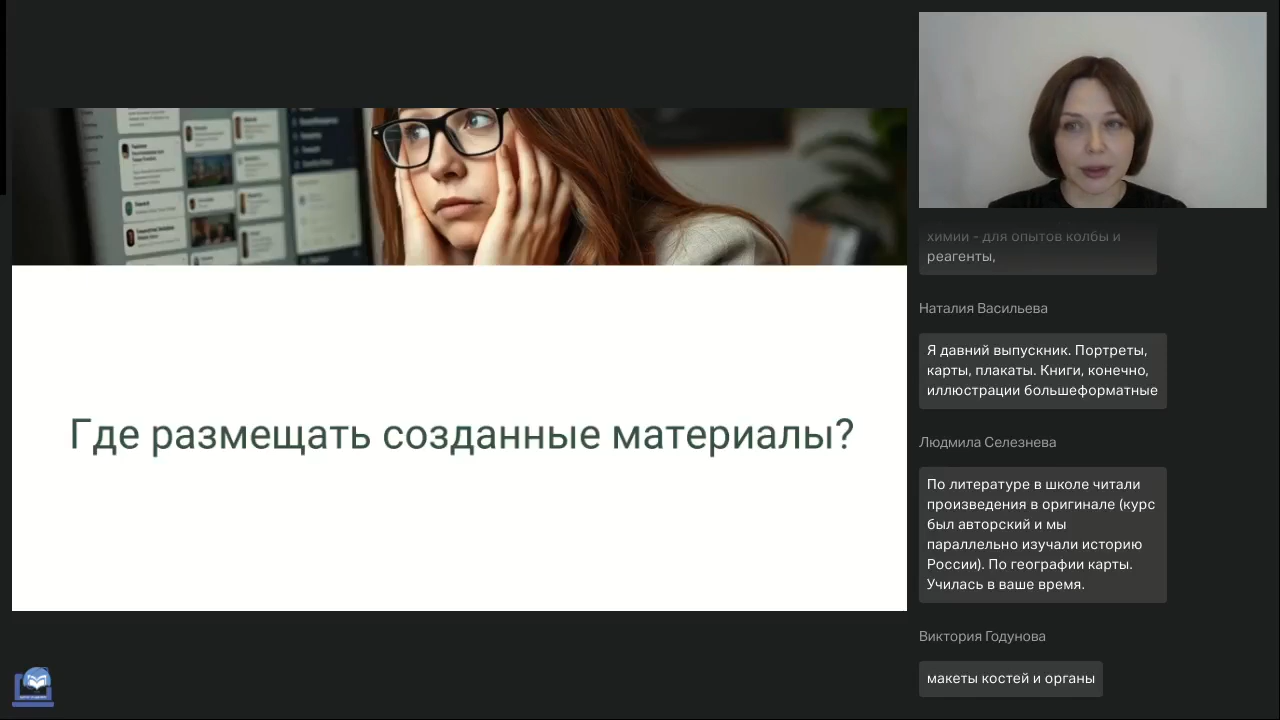 Где размещать созданные материалы?
химии - для опытов колбы и
реагенты,
Наталия Васильева
Я давний выпускник. Портреты,
карты, плакаты. Книги, конечно,
иллюстрации большеформатные
Людмила Селезнева
По литературе в школе читали
произведения в оригинале (курс
был авторский и мы
параллельно изучали историю
России). По географии карты.
Училась в ваше время.
Виктория Годунова
макеты костей и органы